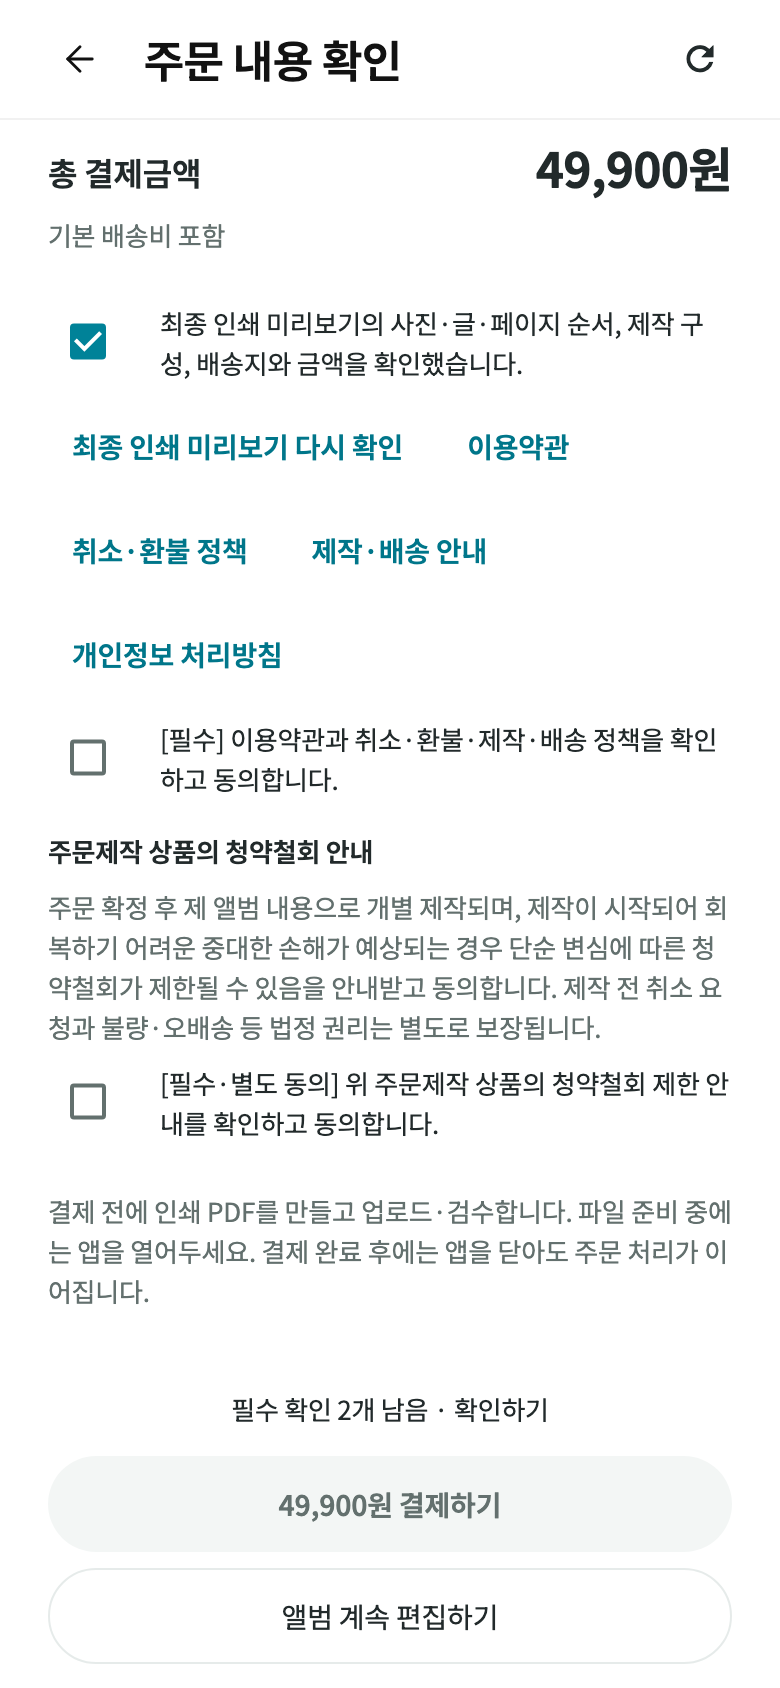 주문 내용 확인
총 결제금액
49,900원
기본 배송비 포함
최종 인쇄 미리보기의 사진·글·페이지 순서, 제작 구
성, 배송지와 금액을 확인했습니다.
최종 인쇄 미리보기 다시 확인
이용약관
취소·환불 정책
제작·배송 안내
개인정보 처리방침
[필수] 이용약관과 취소·환불·제작·배송 정책을 확인
하고 동의합니다.
주문제작 상품의 청약철회 안내
주문 확정 후 제 앨범 내용으로 개별 제작되며, 제작이 시작되어 회
복하기 어려운 중대한 손해가 예상되는 경우 단순 변심에 따른 청
약철회가 제한될 수 있음을 안내받고 동의합니다. 제작 전 취소 요
청과 불량·오배송 등 법정 권리는 별도로 보장됩니다.
[필수·별도 동의] 위 주문제작 상품의 청약철회 제한 안
내를 확인하고 동의합니다.
결제 전에 인쇄 PDF를 만들고 업로드·검수합니다. 파일 준비 중에
는 앱을 열어두세요. 결제 완료 후에는 앱을 닫아도 주문 처리가 이
어집니다.
필수 확인 2개 남음 · 확인하기
49,900원 결제하기
앨범 계속 편집하기